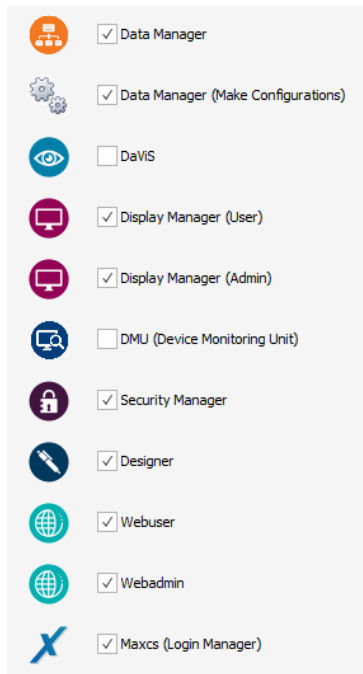 Data Manager
Data Manager (Make Configurations)
DaViS
Display Manager (User)
Display Manager (Admin)
DMU (Device Monitoring Unit)
Security Manager
Designer
Webuser
Webadmin
Maxcs (Login Manager)